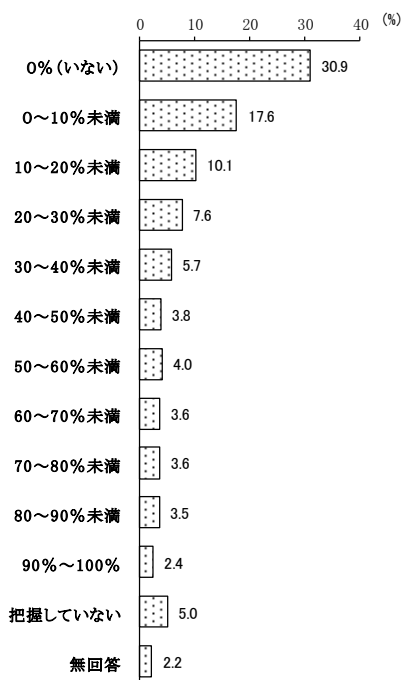 0 10 20 30 40 (%)
0%(いない) 30.9
0～10%未満 17.6
10～20%未満 10.1
20～30%未満 7.6
30～40%未満 5.7
40～50%未満 3.8
50～60%未満 4.0
60～70%未満 3.6
70～80%未満 3.6
80～90%未満 3.5
90%～100% 2.4
把握していない 5.0
無回答 2.2